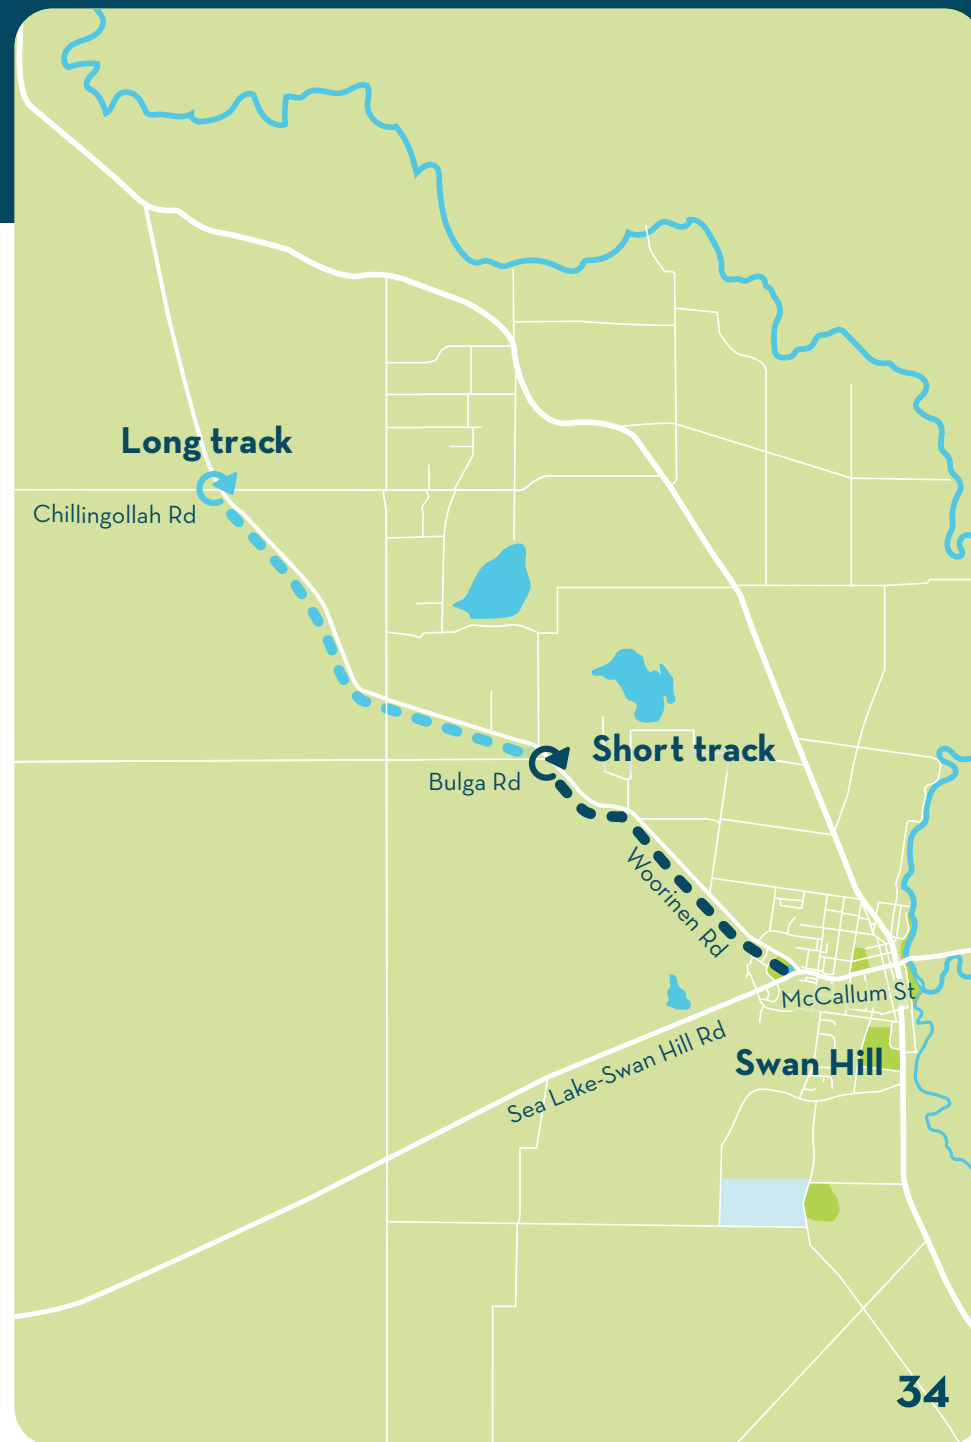 Long track
Chillingollah Rd
Short track
Bulga Rd
Woorinen Rd
McCallum St
Sea Lake-Swan Hill Rd
Swan Hill
34